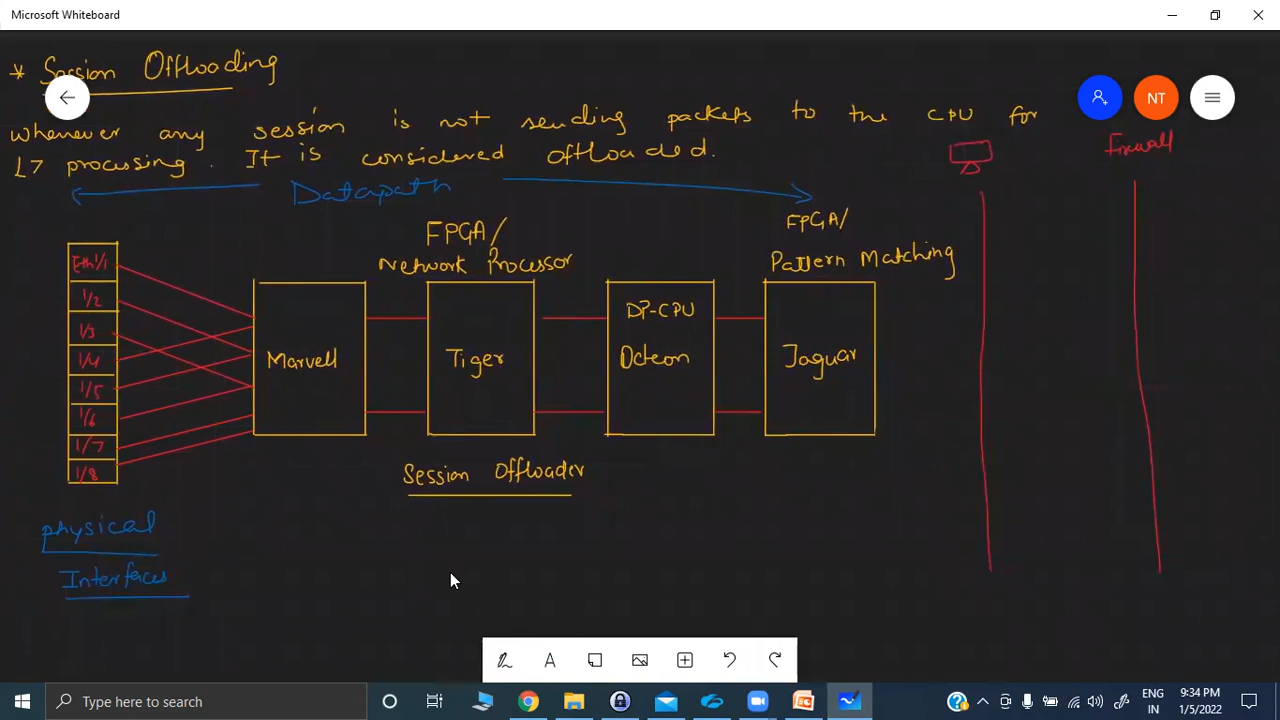 Microsoft Whiteboard
* Session Offloading
NT
whenever any session is not sending packets to the CPU for
L7 processing. It is considered offloaded.
Firewall
Datapath
FPGA/
Network Processor
FPGA/
Pattern Matching
Eth1/1
1/2
1/3
1/4
1/5
1/6
1/7
1/8
Marvell
Tiger
DP-CPU
Octeon
Jaguar
Session Offloader
physical
Interfaces
A
Type here to search
ENG
IN
9:34 PM
1/5/2022